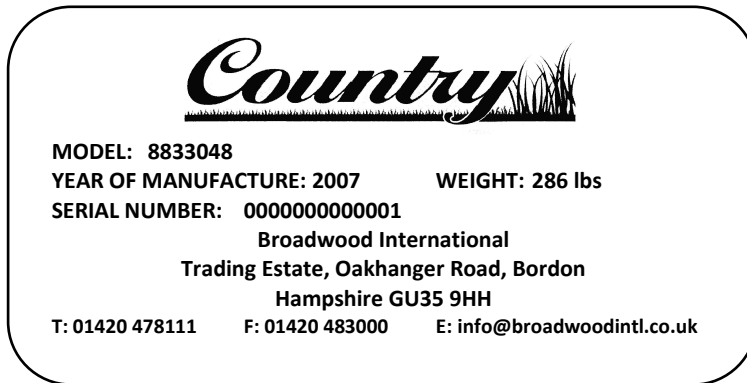 Country
MODEL: 8833048
YEAR OF MANUFACTURE: 2007 WEIGHT: 286 lbs
SERIAL NUMBER: 0000000000001
Broadwood International
Trading Estate, Oakhanger Road, Bordon
Hampshire GU35 9HH
T: 01420 478111 F: 01420 483000 E: info@broadwoodintl.co.uk